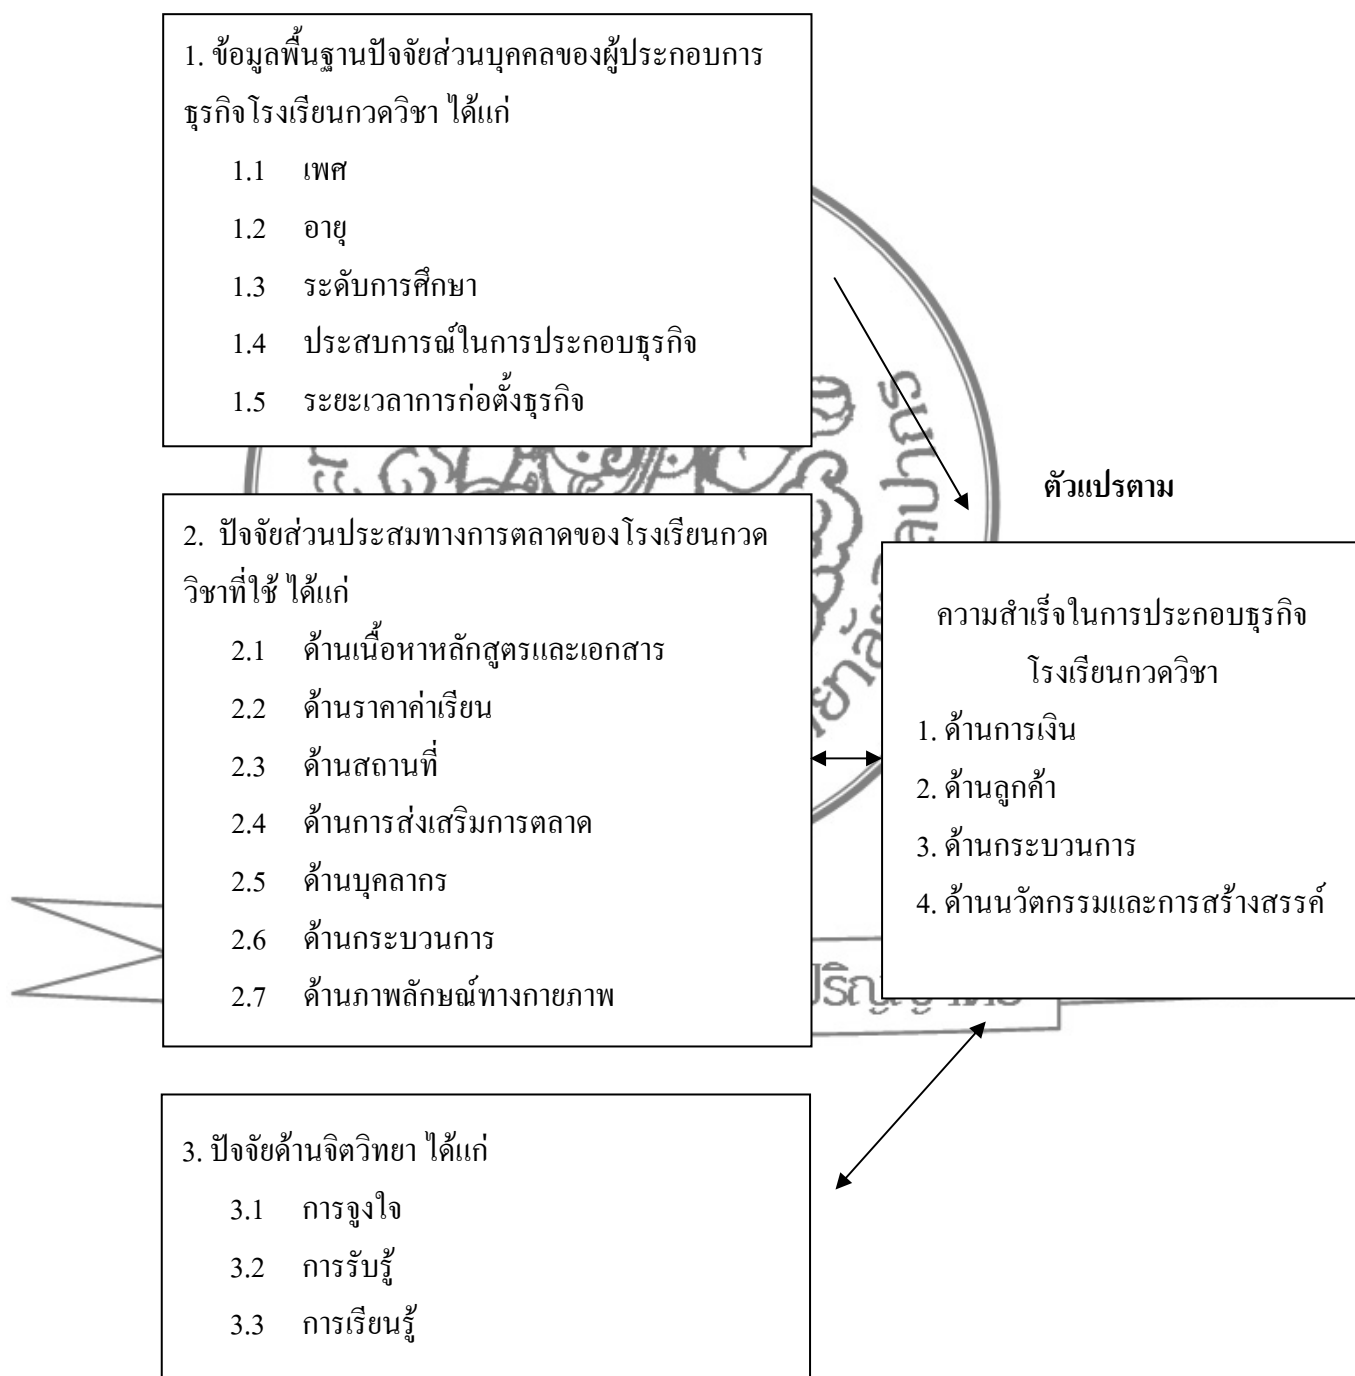 1. ข้อมูลพื้นฐานปัจจัยส่วนบุคคลของผู้ประกอบการ
ธุรกิจโรงเรียนกวดวิชา ได้แก่
1.1 เพศ
1.2 อายุ
1.3 ระดับการศึกษา
1.4 ประสบการณ์ในการประกอบธุรกิจ
1.5 ระยะเวลาการก่อตั้งธุรกิจ
2. ปัจจัยส่วนประสมทางการตลาดของโรงเรียนกวด
วิชาที่ใช้ ได้แก่
2.1 ด้านเนื้อหาหลักสูตรและเอกสาร
2.2 ด้านราคาค่าเรียน
2.3 ด้านสถานที่
2.4 ด้านการส่งเสริมการตลาด
2.5 ด้านบุคลากร
2.6 ด้านกระบวนการ
2.7 ด้านภาพลักษณ์ทางกายภาพ
3. ปัจจัยด้านจิตวิทยา ได้แก่
3.1 การจูงใจ
3.2 การรับรู้
3.3 การเรียนรู้
ตัวแปรตาม
ความสำเร็จในการประกอบธุรกิจ
โรงเรียนกวดวิชา
1. ด้านการเงิน
2. ด้านลูกค้า
3. ด้านกระบวนการ
4. ด้านนวัตกรรมและการสร้างสรรค์